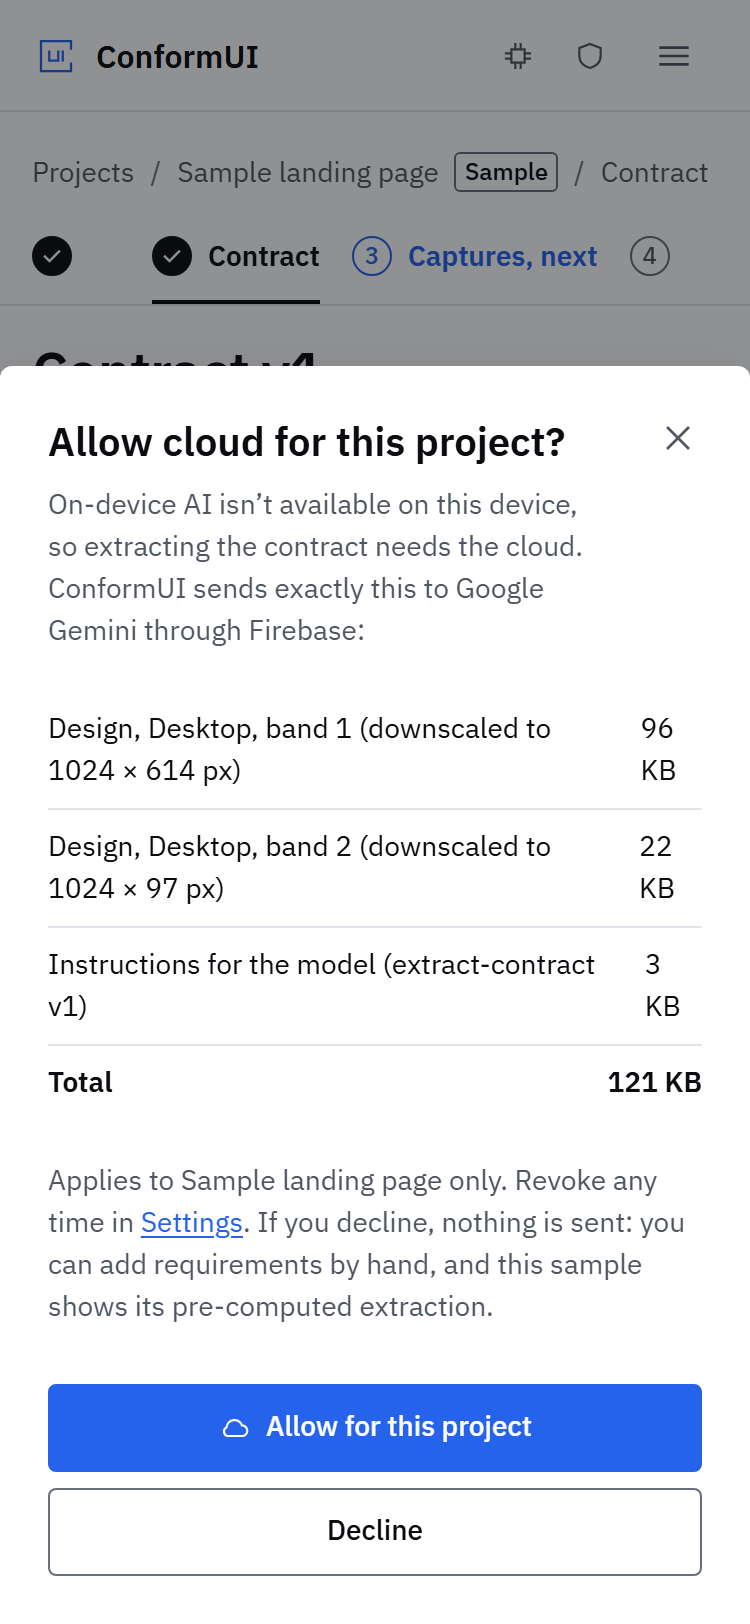 UI ConformUI
Projects / Sample landing page Sample / Contract
Contract 3 Captures, next 4
Contract v4
Allow cloud for this project?
On-device AI isn’t available on this device,
so extracting the contract needs the cloud.
ConformUI sends exactly this to Google
Gemini through Firebase:
Design, Desktop, band 1 (downscaled to 96
1024 × 614 px) KB
Design, Desktop, band 2 (downscaled to 22
1024 × 97 px) KB
Instructions for the model (extract-contract 3
v1) KB
Total 121 KB
Applies to Sample landing page only. Revoke any
time in Settings. If you decline, nothing is sent: you
can add requirements by hand, and this sample
shows its pre-computed extraction.
Allow for this project
Decline